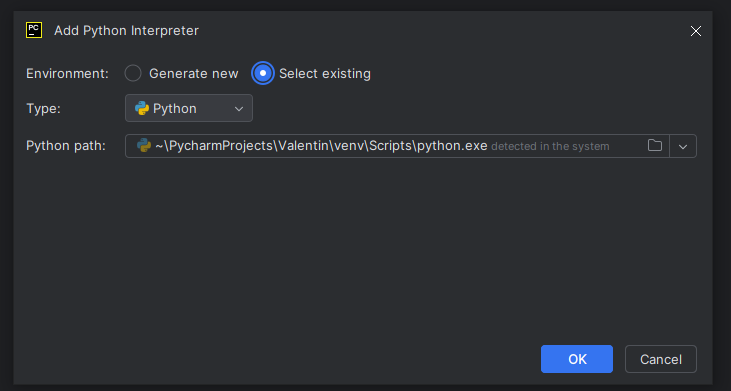 PC
Add Python Interpreter
Environment: Generate new Select existing
Type: Python
Python path: ~\PycharmProjects\Valentin\venv\Scripts\python.exe detected in the system
OK Cancel